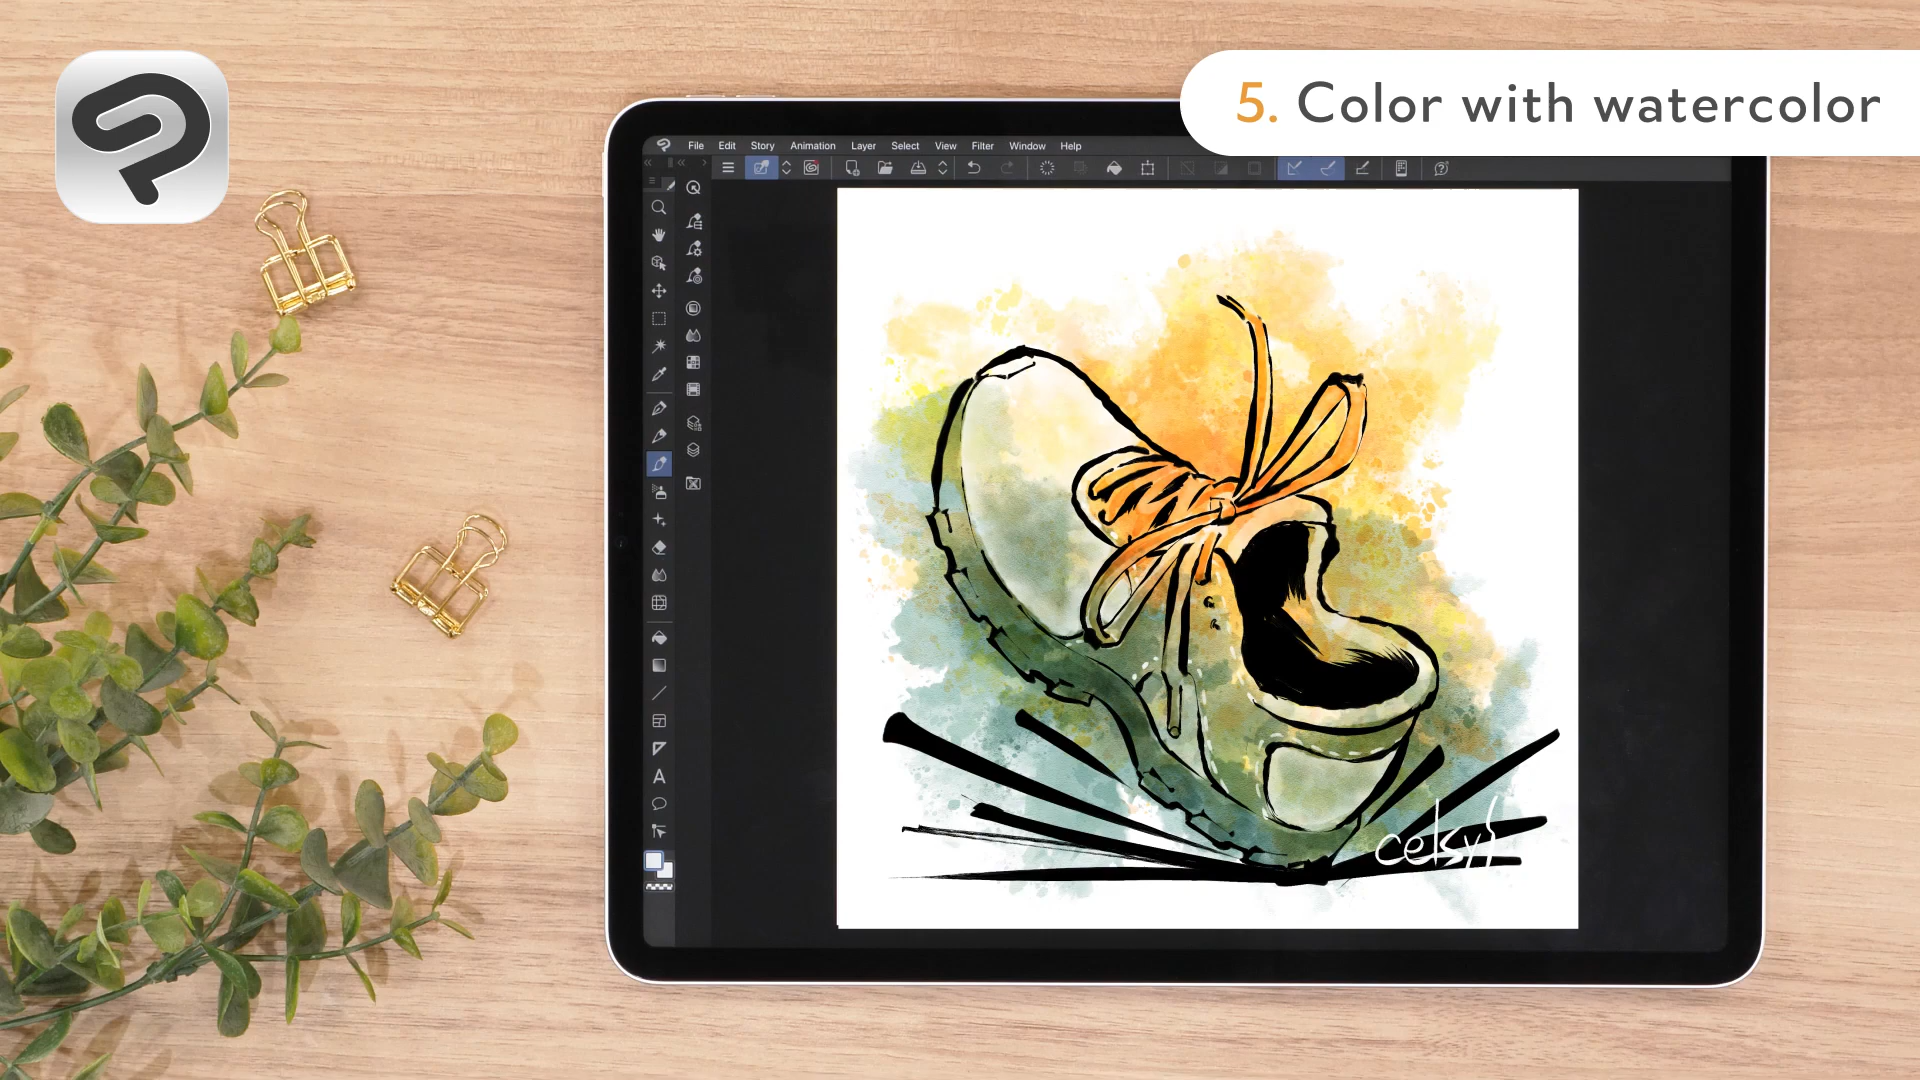 5. Color with watercolor
File Edit Story Animation Layer Select View Filter Window Help
A
celsys